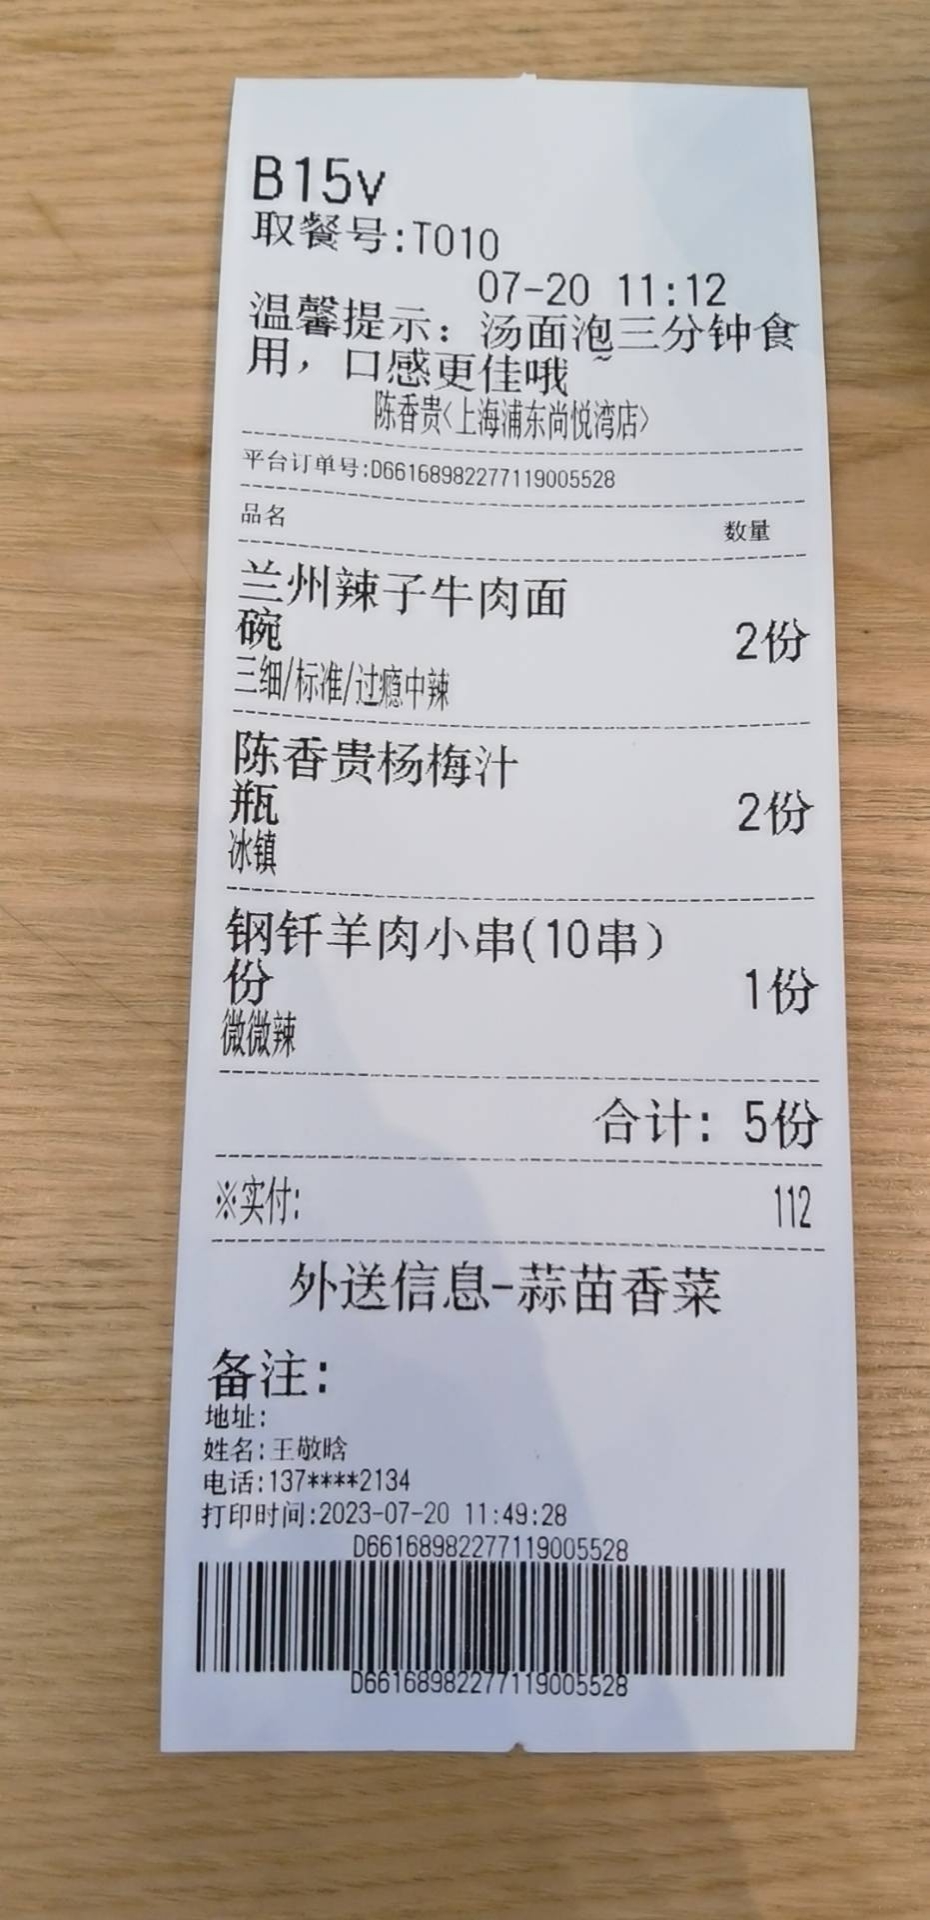 B15v
取餐号:T010
07-20 11:12
温馨提示：汤面泡三分钟食
用，口感更佳哦~
陈香贵<上海浦东尚悦湾店>
平台订单号:D661689822277119005528
品名 数量
兰州辣子牛肉面
碗 2份
三细/标准/过瘾中辣
陈香贵杨梅汁
瓶 2份
冰镇
钢钎羊肉小串(10串）
份 1份
微微辣
合计：5份
※实付: 112
外送信息-蒜苗香菜
备注:
地址:
姓名:王敬晗
电话:137****2134
打印时间:2023-07-20 11:49:28
D661689822277119005528
D661689822277119005528